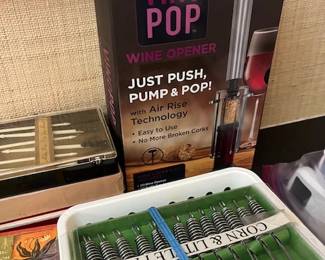 POP
WINE OPENER
JUST PUSH,
PUMP & POP!
with Air Rise
Technology
• Easy to Use
• No More Broken Corks
CORN & LITTLE